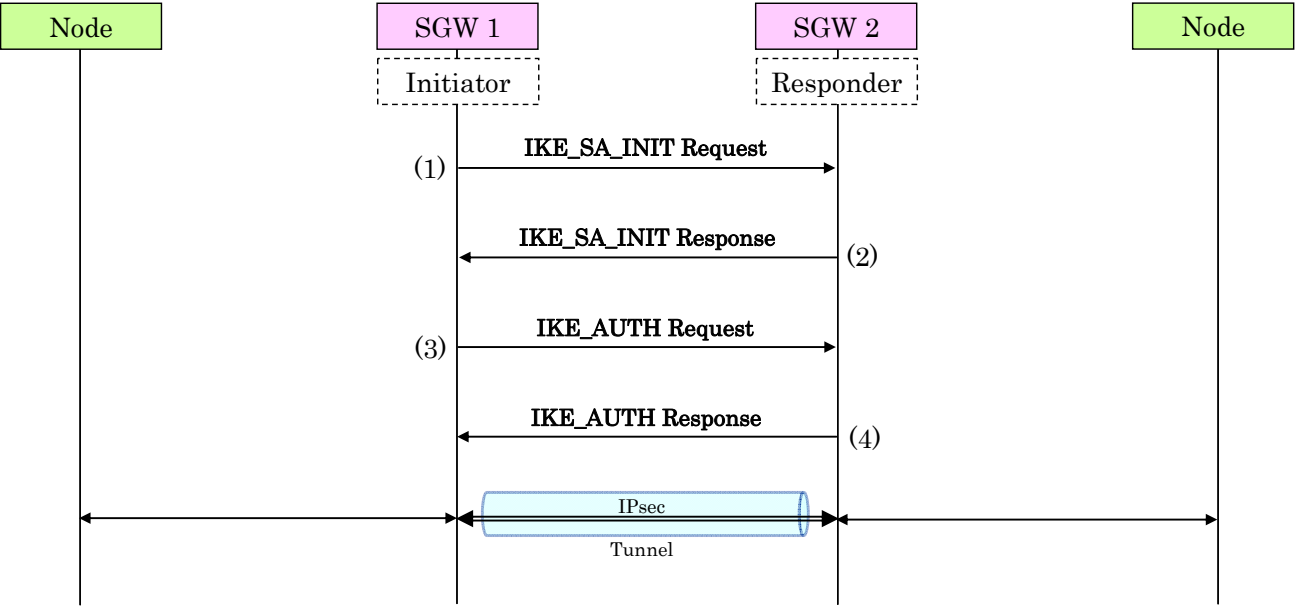 Node
SGW 1
SGW 2
Node
Initiator
Responder
IKE_SA_INIT Request
(1)
IKE_SA_INIT Response
(2)
IKE_AUTH Request
(3)
IKE_AUTH Response
(4)
IPsec
Tunnel